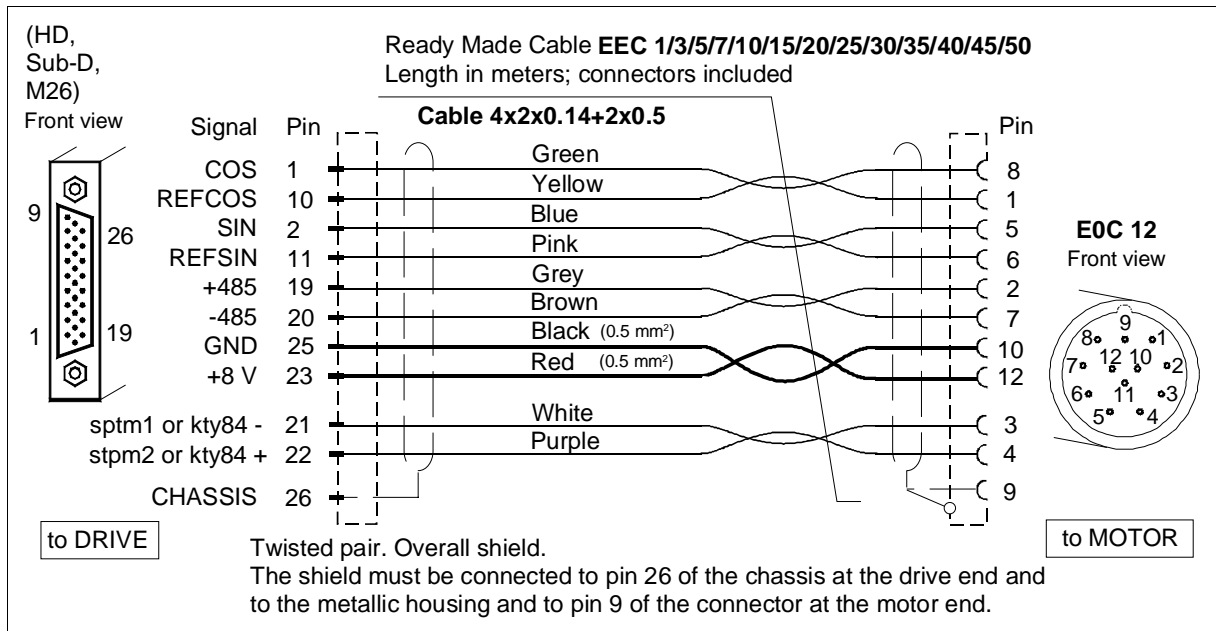 (HD,
Sub-D,
M26)
Front view
Ready Made Cable EEC 1/3/5/7/10/15/20/25/30/35/40/45/50
Length in meters; connectors included
Cable 4x2x0.14+2x0.5
Signal Pin
Pin
COS 1 Green 8
REFCOS 10 Yellow 1
SIN 2 Blue 5
REFSIN 11 Pink 6
+485 19 Grey 2
-485 20 Brown 7
GND 25 Black (0.5 mm²) 10
+8 V 23 Red (0.5 mm²) 12
sptm1 or kty84 - 21 White 3
stpm2 or kty84 + 22 Purple 4
CHASSIS 26 9
9
26
1
19
E0C 12
Front view
9
8 1
12 10
7 2
11
6 3
5 4
to DRIVE
to MOTOR
Twisted pair. Overall shield.
The shield must be connected to pin 26 of the chassis at the drive end and
to the metallic housing and to pin 9 of the connector at the motor end.